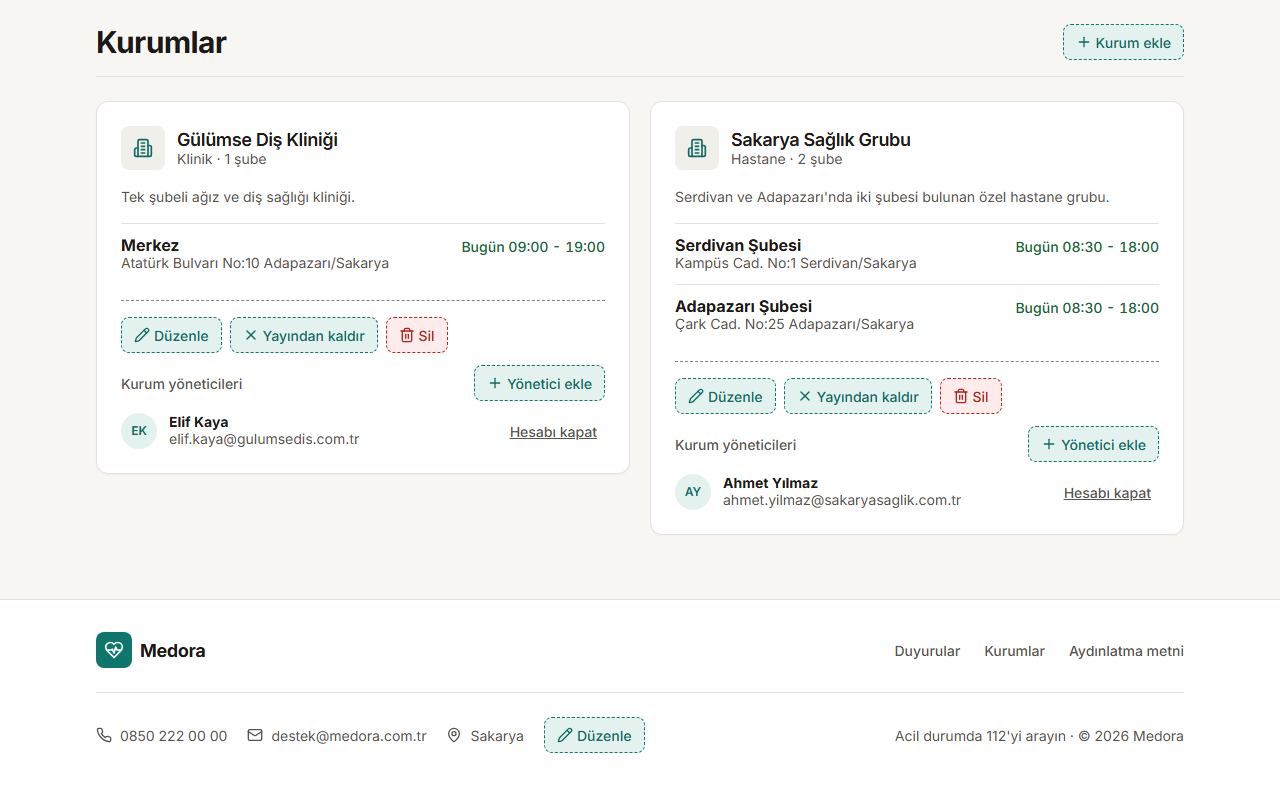 Kurumlar
Kurum ekle
Gülümse Diş Kliniği
Klinik · 1 şube
Tek şubeli ağız ve diş sağlığı kliniği.
Merkez
Bugün 09:00 - 19:00
Atatürk Bulvarı No:10 Adapazarı/Sakarya
Düzenle
Yayından kaldır
Sil
Kurum yöneticileri
Yönetici ekle
EK
Elif Kaya
elif.kaya@gulumsedis.com.tr
Hesabı kapat
Sakarya Sağlık Grubu
Hastane · 2 şube
Serdivan ve Adapazarı'nda iki şubesi bulunan özel hastane grubu.
Serdivan Şubesi
Bugün 08:30 - 18:00
Kampüs Cad. No:1 Serdivan/Sakarya
Adapazarı Şubesi
Bugün 08:30 - 18:00
Çark Cad. No:25 Adapazarı/Sakarya
Düzenle
Yayından kaldır
Sil
Kurum yöneticileri
Yönetici ekle
AY
Ahmet Yılmaz
ahmet.yilmaz@sakaryasaglik.com.tr
Hesabı kapat
Medora
Duyurular
Kurumlar
Aydınlatma metni
0850 222 00 00
destek@medora.com.tr
Sakarya
Düzenle
Acil durumda 112'yi arayın · © 2026 Medora